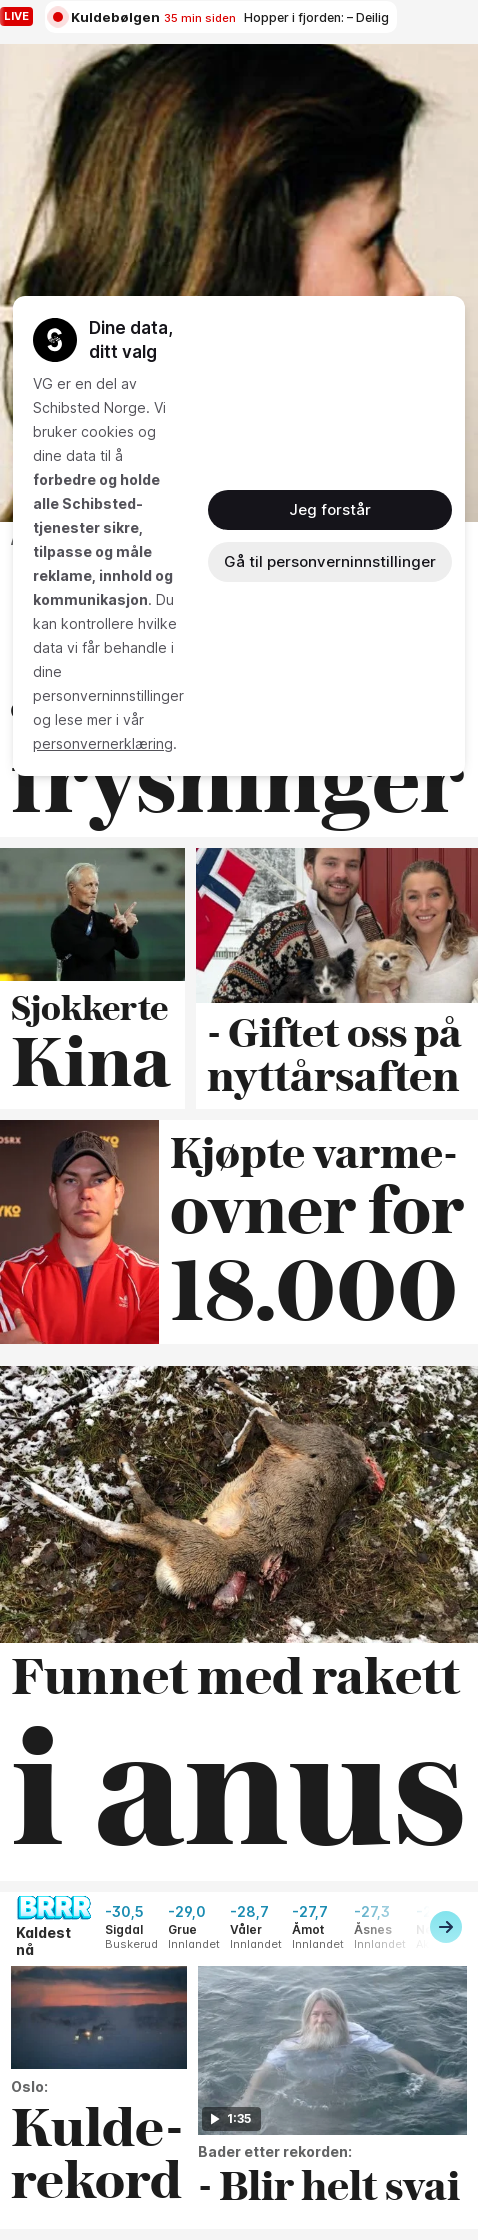 LIVE
Kuldebølgen 35 min siden Hopper i fjorden: – Deilig
Dine data,
ditt valg
VG er en del av
Schibsted Norge. Vi
bruker cookies og
dine data til å
forbedre og holde
alle Schibsted-
tjenester sikre,
tilpasse og måle
reklame, innhold og
kommunikasjon. Du
kan kontrollere hvilke
data vi får behandle i
dine
personverninnstillinger
og lese mer i vår
personvernerklæring.
Jeg forstår
Gå til personverninnstillinger
frysninger
Sjokkerte
Kina
- Giftet oss på
nyttårsaften
Kjøpte varme-
ovner for
18.000
Funnet med rakett
i anus
BRRR
Kaldest
nå
-30,5
Sigdal
Buskerud
-29,0
Grue
Innlandet
-28,7
Våler
Innlandet
-27,7
Åmot
Innlandet
-27,3
Åsnes
Innlandet
Oslo:
Kulde-
rekord
1:35
Bader etter rekorden:
- Blir helt svai